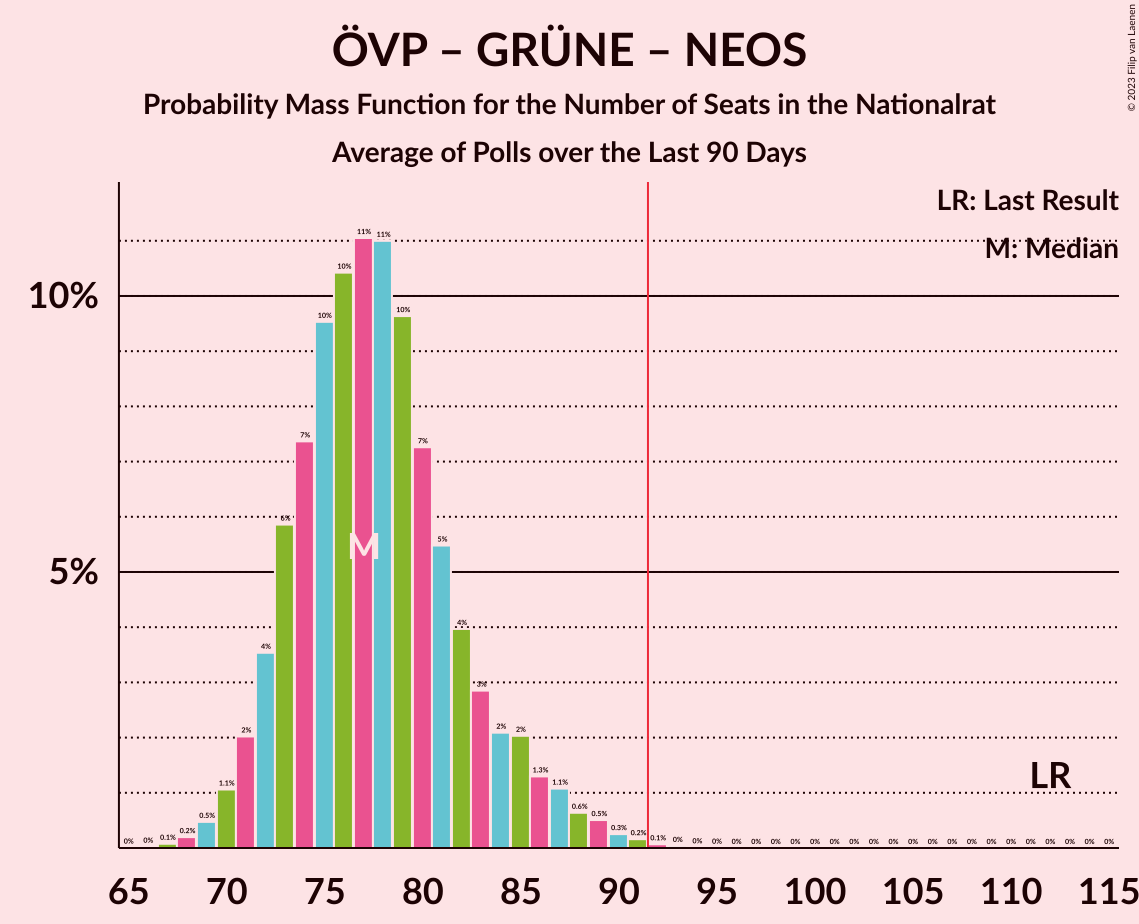 ÖVP – GRÜNE – NEOS
Probability Mass Function for the Number of Seats in the Nationalrat
Average of Polls over the Last 90 Days
© 2023 Filip van Laenen
LR: Last Result
M: Median
10%
5%
0% 0% 0.1% 0.2% 0.5% 1.1% 2% 4% 6% 7% 10% 10% 11% 11% 10% 7% 5% 4% 3% 2% 2% 1.3% 1.1% 0.6% 0.5% 0.3% 0.2% 0.1% 0% 0% 0% 0% 0% 0% 0% 0% 0% 0% 0% 0% 0% 0% 0% 0% 0% 0% 0% 0% 0% 0% 0%
M
LR
65 70 75 80 85 90 95 100 105 110 115